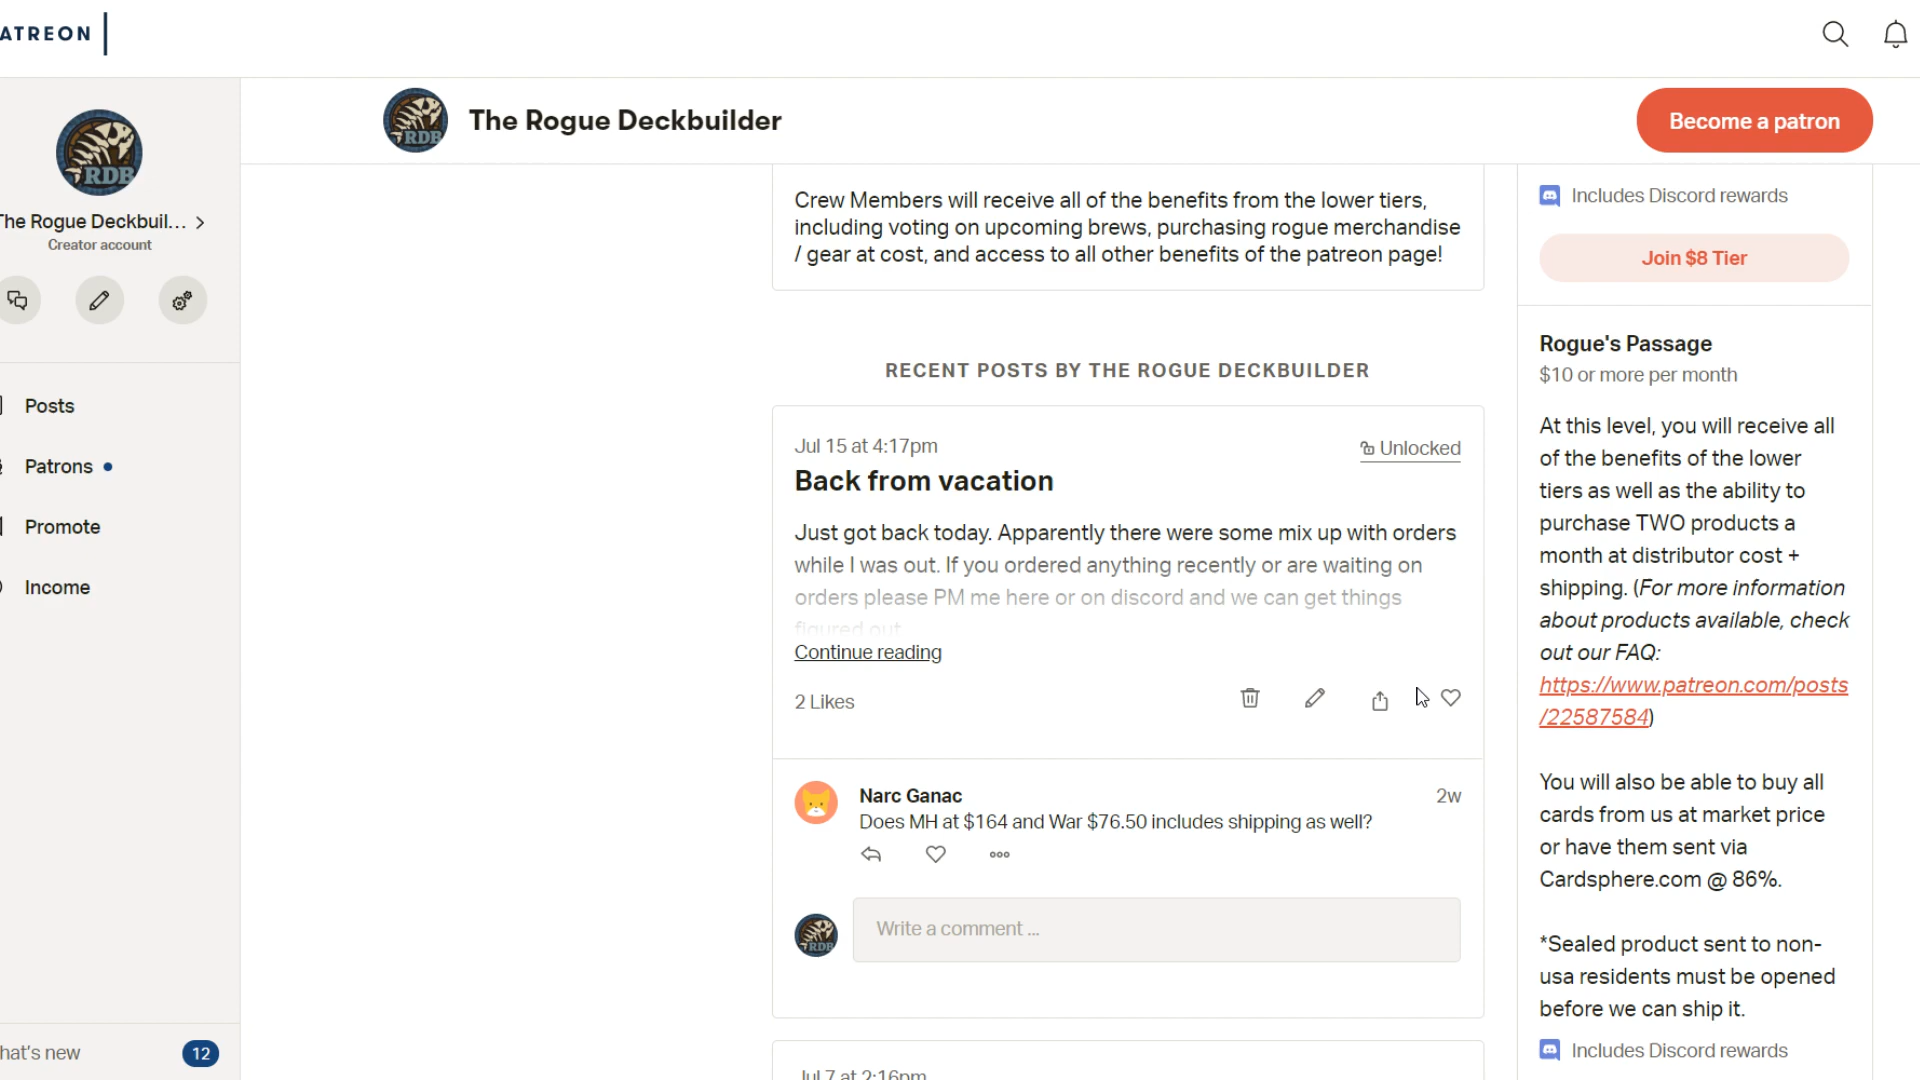 ATREON
The Rogue Deckbuilder
Become a patron
RDB
RDB
The Rogue Deckbuil...
Creator account
Posts
Patrons
Promote
Income
hat's new
12
Crew Members will receive all of the benefits from the lower tiers,
including voting on upcoming brews, purchasing rogue merchandise
/ gear at cost, and access to all other benefits of the patreon page!
RECENT POSTS BY THE ROGUE DECKBUILDER
Jul 15 at 4:17pm
Unlocked
Back from vacation
Just got back today. Apparently there were some mix up with orders
while I was out. If you ordered anything recently or are waiting on
orders please PM me here or on discord and we can get things
figured out
Continue reading
2 Likes
Narc Ganac
2w
Does MH at $164 and War $76.50 includes shipping as well?
RDB
Write a comment ...
Jul 7 at 2:16pm
Includes Discord rewards
Join $8 Tier
Rogue's Passage
$10 or more per month
At this level, you will receive all
of the benefits of the lower
tiers as well as the ability to
purchase TWO products a
month at distributor cost +
shipping. (For more information
about products available, check
out our FAQ:
https://www.patreon.com/posts
/22587584)
You will also be able to buy all
cards from us at market price
or have them sent via
Cardsphere.com @ 86%.
*Sealed product sent to non-
usa residents must be opened
before we can ship it.
Includes Discord rewards